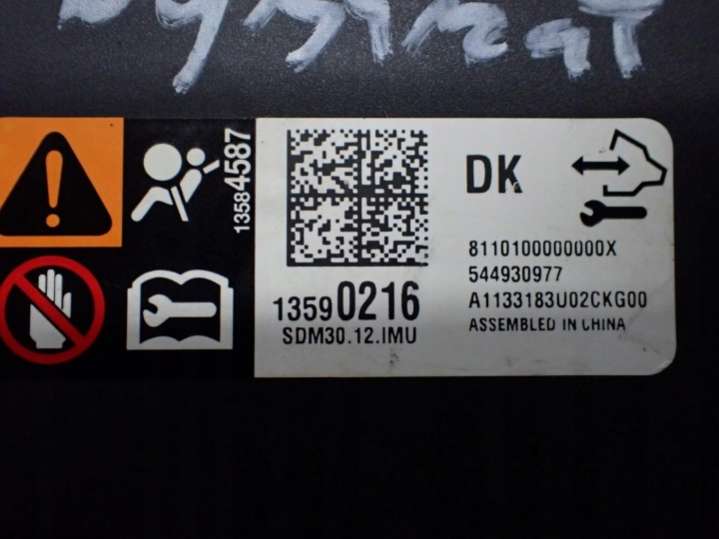 13584587
DK
13590216
SDM30.12.IMU
8110100000000X
544930977
A1133183U02CKG00
ASSEMBLED IN CHINA